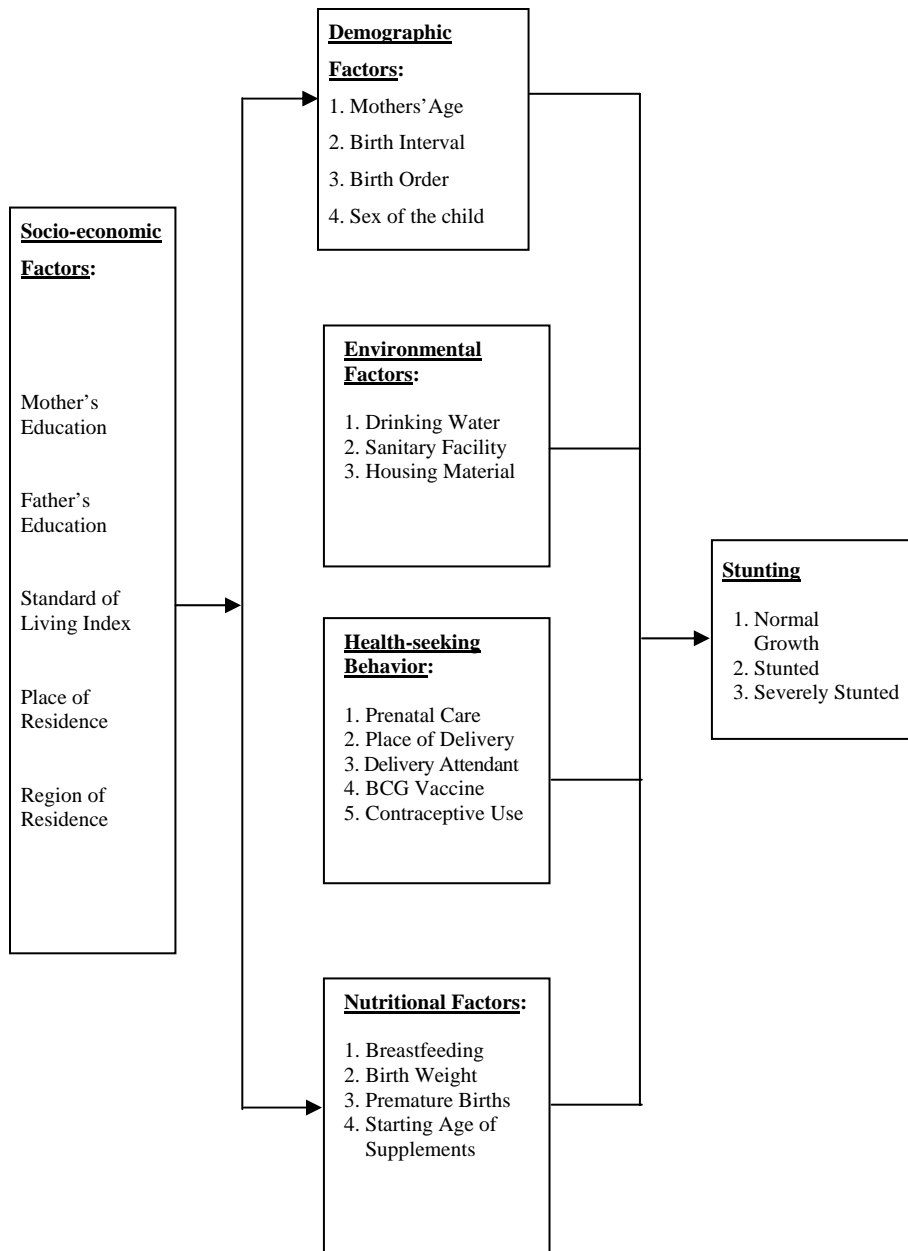 Socio-economic
Factors:
Mother’s
Education
Father’s
Education
Standard of
Living Index
Place of
Residence
Region of
Residence
Demographic
Factors:
1. Mothers’Age
2. Birth Interval
3. Birth Order
4. Sex of the child
Environmental
Factors:
1. Drinking Water
2. Sanitary Facility
3. Housing Material
Health-seeking
Behavior:
1. Prenatal Care
2. Place of Delivery
3. Delivery Attendant
4. BCG Vaccine
5. Contraceptive Use
Nutritional Factors:
1. Breastfeeding
2. Birth Weight
3. Premature Births
4. Starting Age of
Supplements
Stunting
1. Normal
Growth
2. Stunted
3. Severely Stunted